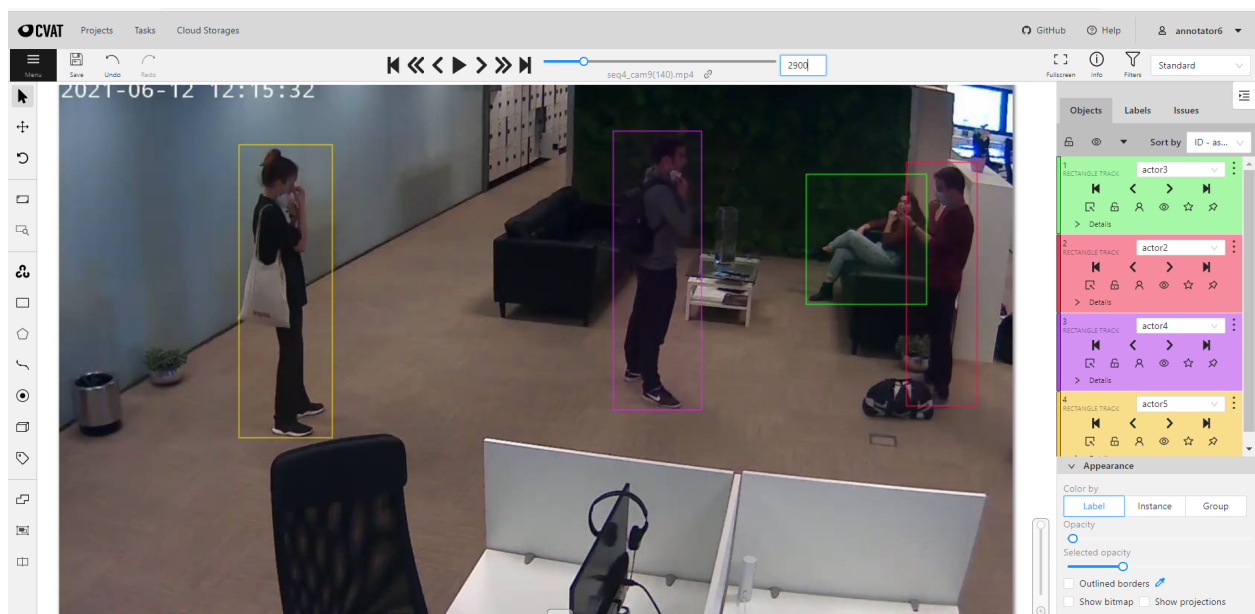 CVAT Projects Tasks Cloud Storages GitHub Help annotator6
Menu Save Undo Redo seq4_cam9(140).mp4 2900 Fullscreen Info Filters Standard
2021-06-12 12:15:32
Objects Labels Issues
Sort by ID - as...
1 actor3
RECTANGLE TRACK
Details
2 actor2
RECTANGLE TRACK
Details
3 actor4
RECTANGLE TRACK
Details
4 actor5
RECTANGLE TRACK
Details
Appearance
Color by
Label Instance Group
Opacity
Selected opacity
Outlined borders
Show bitmap Show projections